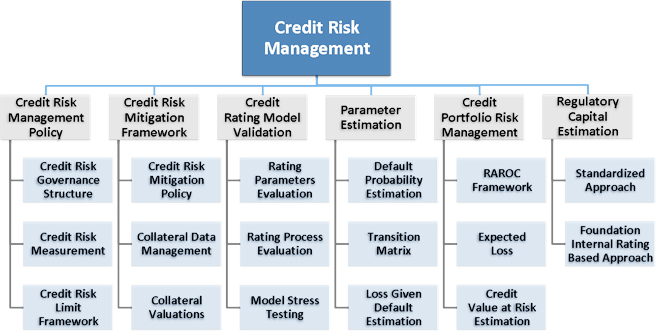 Credit Risk
Management
Credit Risk
Management
Policy
Credit Risk
Mitigation
Framework
Credit
Rating Model
Validation
Parameter
Estimation
Credit
Portfolio Risk
Management
Regulatory
Capital
Estimation
Credit Risk
Governance
Structure
Credit Risk
Mitigation
Policy
Rating
Parameters
Evaluation
Default
Probability
Estimation
RAROC
Framework
Standardized
Approach
Credit Risk
Measurement
Collateral Data
Management
Rating Process
Evaluation
Transition
Matrix
Expected
Loss
Foundation
Internal Rating
Based Approach
Credit Risk
Limit
Framework
Collateral
Valuations
Model Stress
Testing
Loss Given
Default
Estimation
Credit
Value at Risk
Estimation